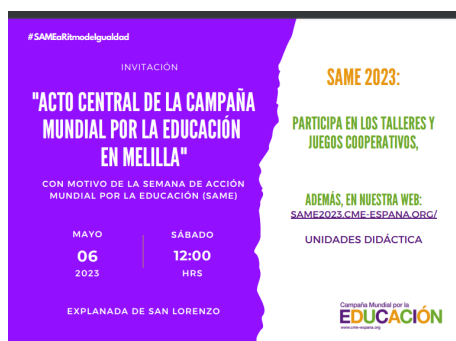 #SAMEaRitmodeIgualdad
INVITACIÓN
"ACTO CENTRAL DE LA CAMPAÑA
MUNDIAL POR LA EDUCACIÓN
EN MELILLA"
CON MOTIVO DE LA SEMANA DE ACCIÓN
MUNDIAL POR LA EDUCACIÓN (SAME)
MAYO
06
2023
SÁBADO
12:00
HRS
EXPLANADA DE SAN LORENZO
SAME 2023:
PARTICIPA EN LOS TALLERES Y
JUEGOS COOPERATIVOS,
ADEMÁS, EN NUESTRA WEB:
SAME2023.CME-ESPANA.ORG/
UNIDADES DIDÁCTICA
Campaña Mundial por la
EDUCACIÓN
www.cme-espana.org